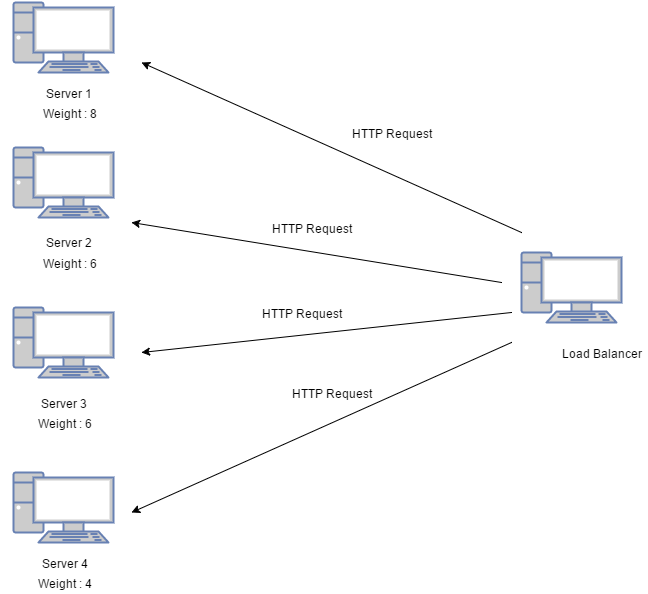 Server 1
Weight : 8
HTTP Request
Server 2
Weight : 6
HTTP Request
Server 3
Weight : 6
HTTP Request
Load Balancer
HTTP Request
Server 4
Weight : 4